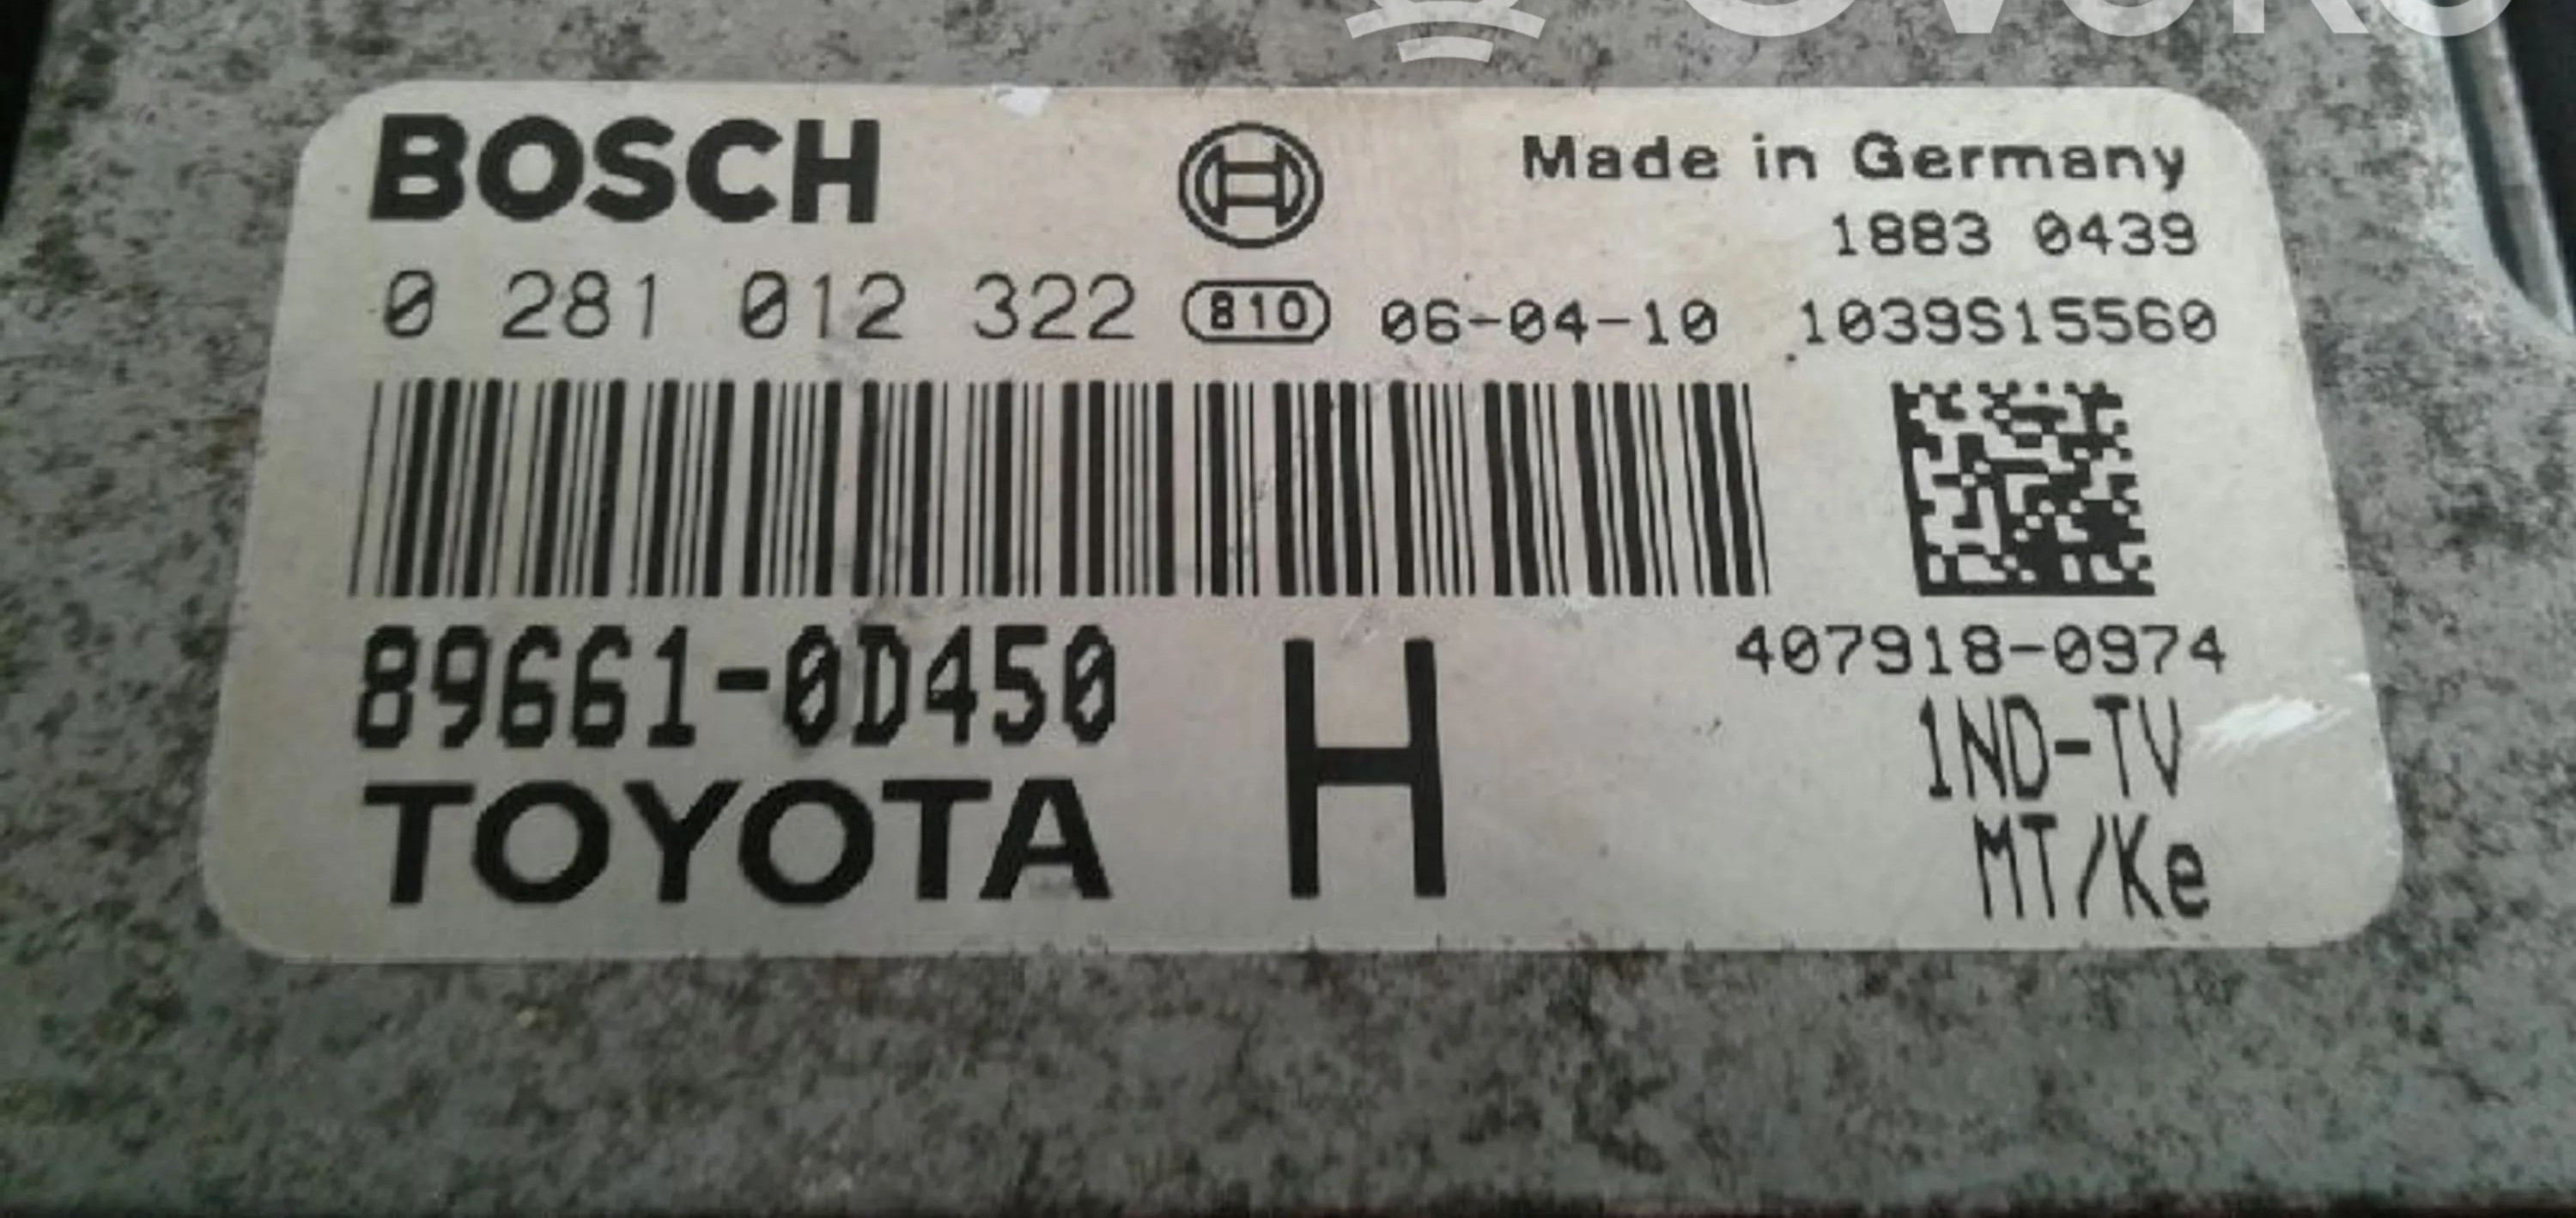 BOSCH
Made in Germany
1883 0439
0 281 012 322 810 06-04-10 1039S15560
407918-0974
89661-0D450
H
1ND-TV
TOYOTA
MT/Ke